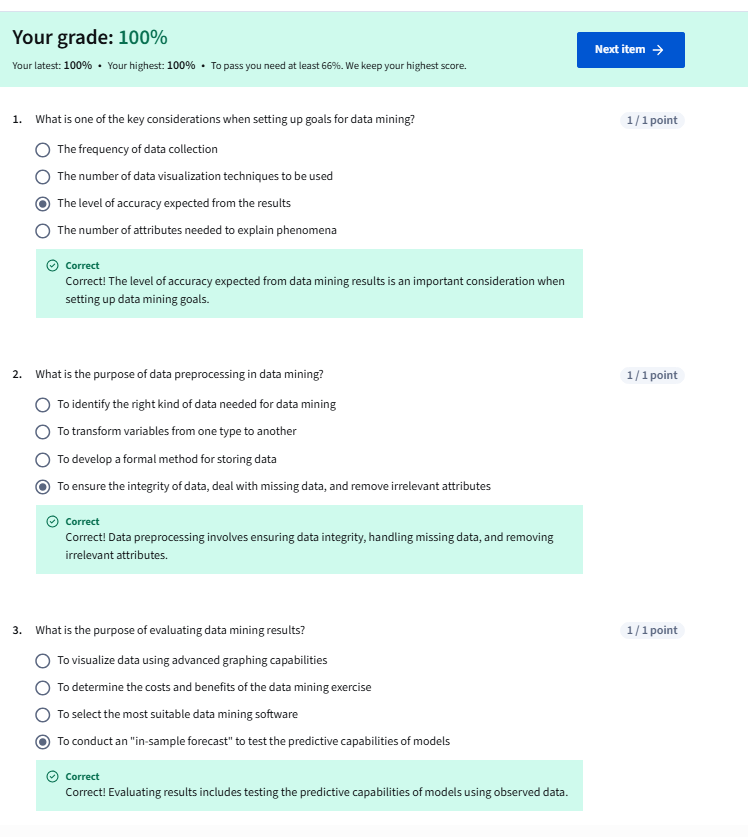 Your grade: 100%
Next item →
Your latest: 100% • Your highest: 100% • To pass you need at least 66%. We keep your highest score.
1. What is one of the key considerations when setting up goals for data mining?
1 / 1 point
The frequency of data collection
The number of data visualization techniques to be used
The level of accuracy expected from the results
The number of attributes needed to explain phenomena
Correct
Correct! The level of accuracy expected from data mining results is an important consideration when
setting up data mining goals.
2. What is the purpose of data preprocessing in data mining?
1 / 1 point
To identify the right kind of data needed for data mining
To transform variables from one type to another
To develop a formal method for storing data
To ensure the integrity of data, deal with missing data, and remove irrelevant attributes
Correct
Correct! Data preprocessing involves ensuring data integrity, handling missing data, and removing
irrelevant attributes.
3. What is the purpose of evaluating data mining results?
1 / 1 point
To visualize data using advanced graphing capabilities
To determine the costs and benefits of the data mining exercise
To select the most suitable data mining software
To conduct an "in-sample forecast" to test the predictive capabilities of models
Correct
Correct! Evaluating results includes testing the predictive capabilities of models using observed data.